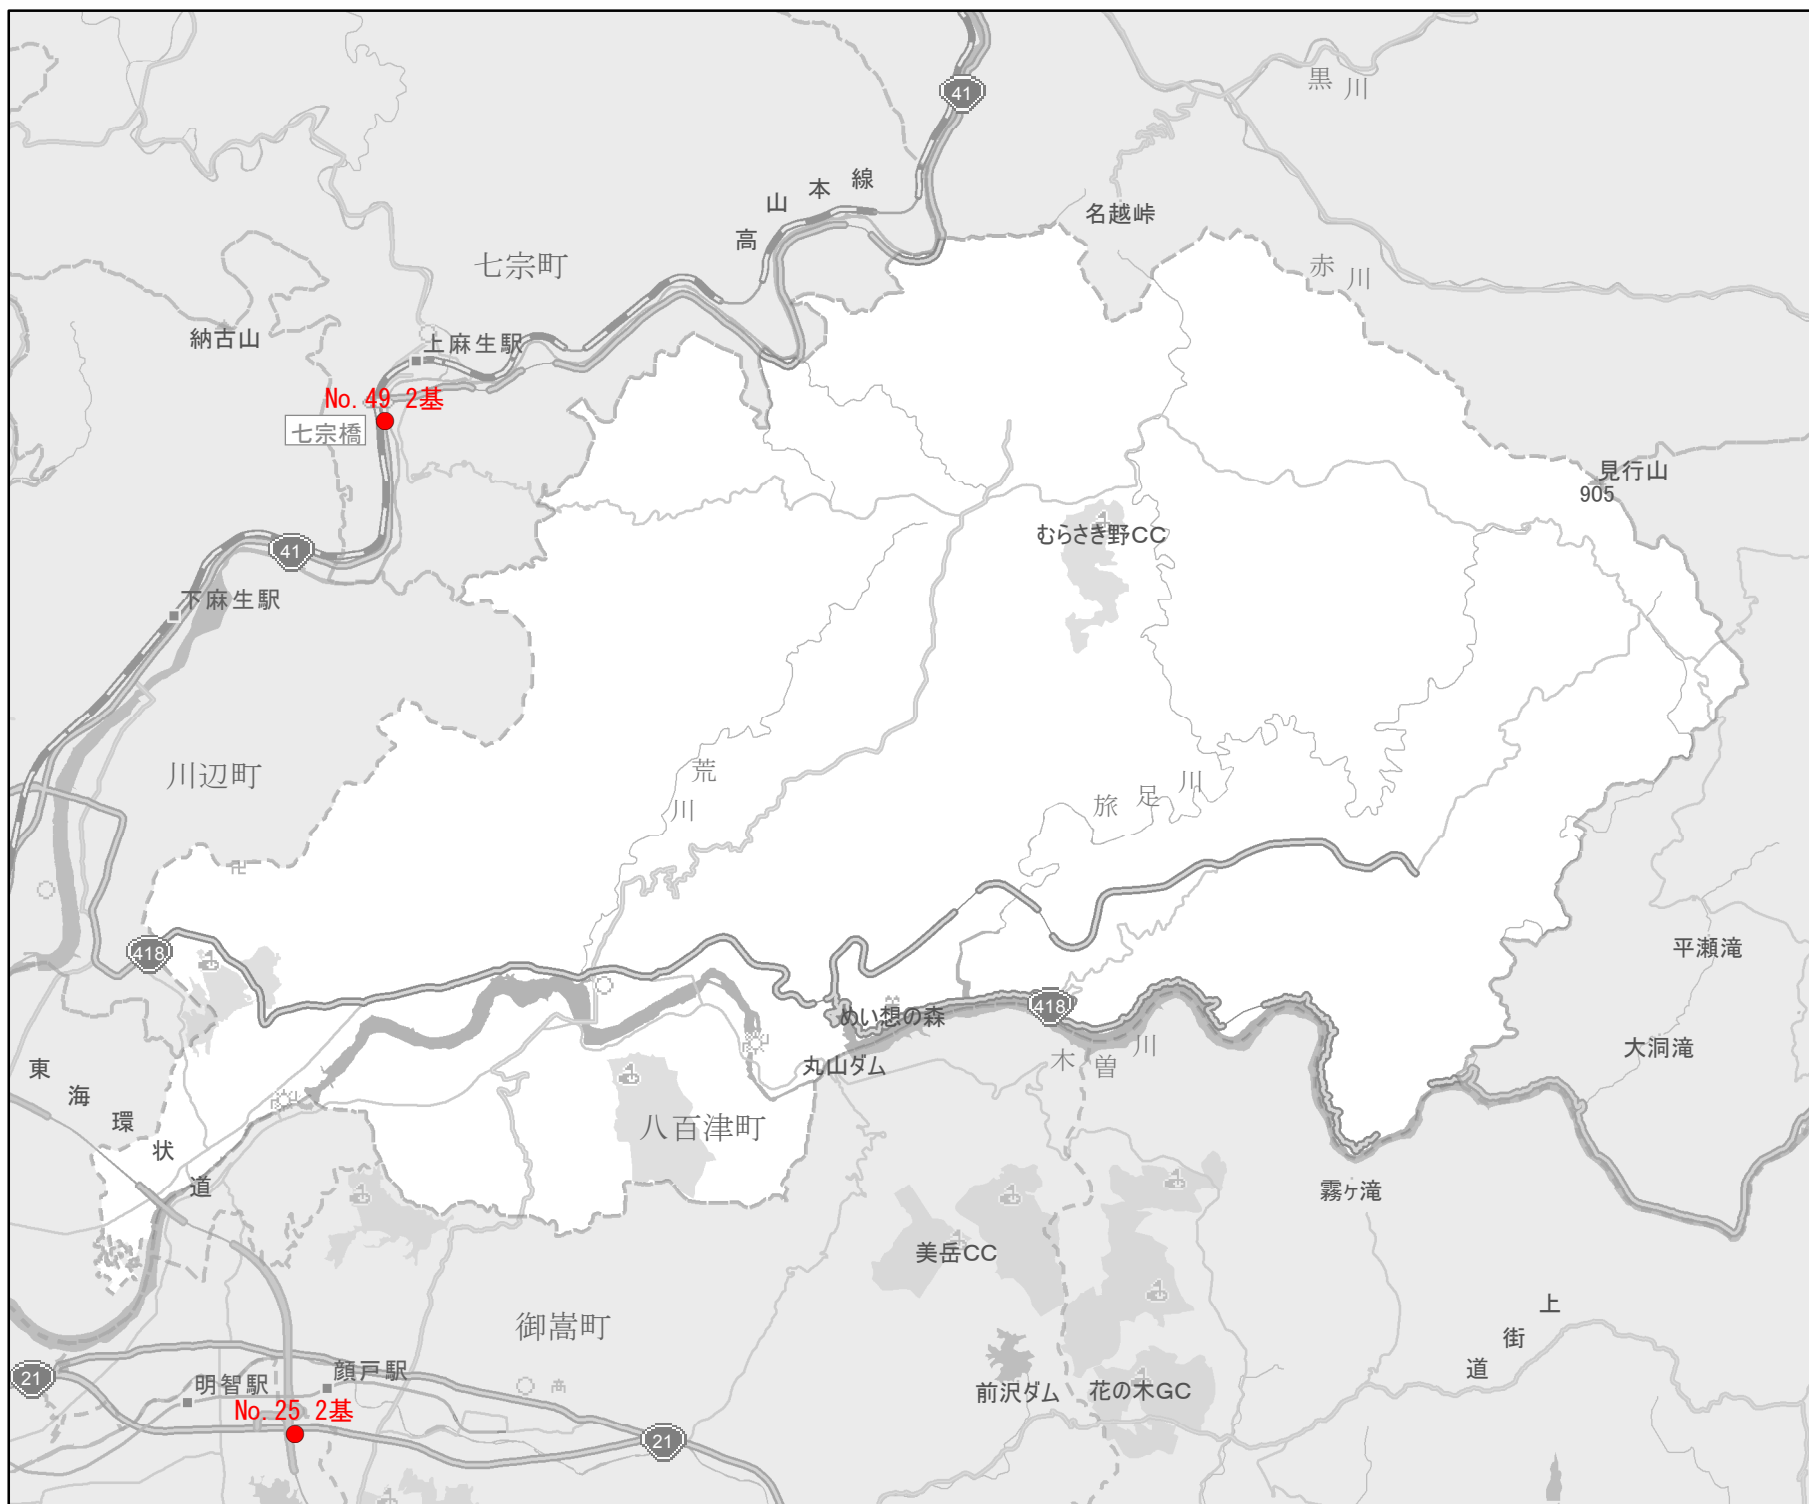 41
黒川
高山本線
名越峠
七宗町
赤川
納古山
上麻生駅
No.49 2基
七宗橋
見行山
905
むらさき野CC
41
下麻生駅
川辺町
荒川
旅足川
418
平瀬滝
めい想の森
418
木曽川
丸山ダム
大洞滝
東海環状道
八百津町
霧ヶ滝
美岳CC
御嵩町
上街道
21
明智駅
顔戸駅
前沢ダム
花の木GC
No.25 2基
21